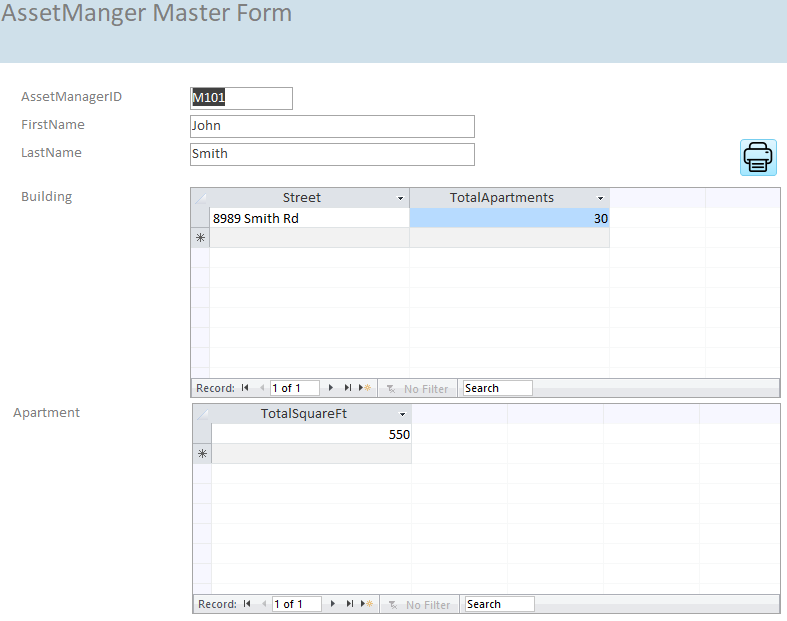 AssetManger Master Form
AssetManagerID M101
FirstName John
LastName Smith
Building
Street TotalApartments
8989 Smith Rd 30
Record: 1 of 1 No Filter Search
Apartment
TotalSquareFt
550
Record: 1 of 1 No Filter Search